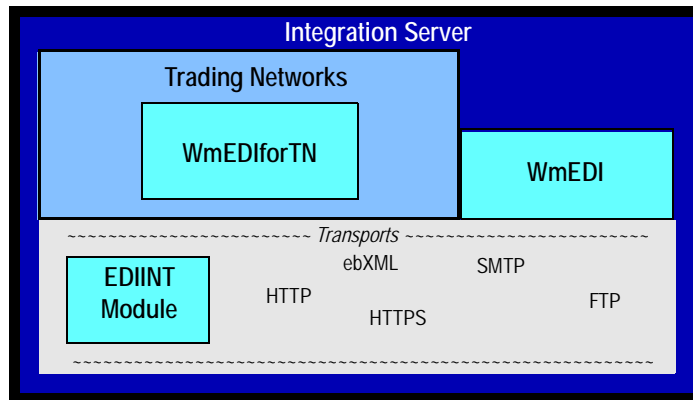 Integration Server
Trading Networks
WmEDIforTN
WmEDI
~~~~~~~~~~~~~~~~~~~~~~~~ Transports ~~~~~~~~~~~~~~~~~~~~~~~~
ebXML
SMTP
EDIINT
Module
HTTP
HTTPS
FTP
~~~~~~~~~~~~~~~~~~~~~~~~~~~~~~~~~~~~~~~~~~~~~~~~~~~~~~~~~